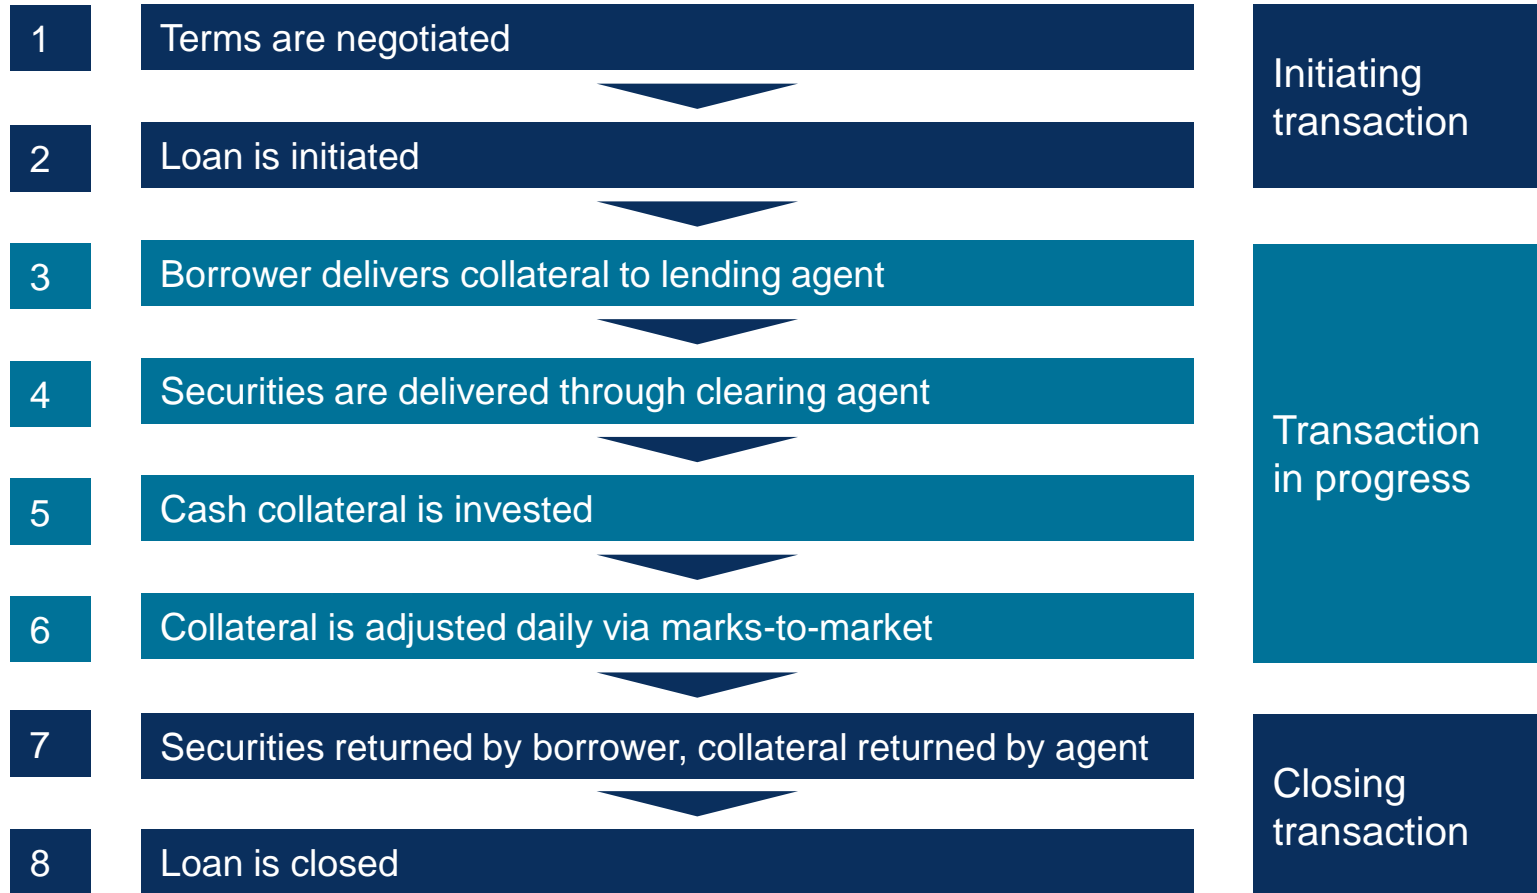 1
Terms are negotiated
2
Loan is initiated
Initiating
transaction
3
Borrower delivers collateral to lending agent
4
Securities are delivered through clearing agent
5
Cash collateral is invested
6
Collateral is adjusted daily via marks-to-market
Transaction
in progress
7
Securities returned by borrower, collateral returned by agent
8
Loan is closed
Closing
transaction